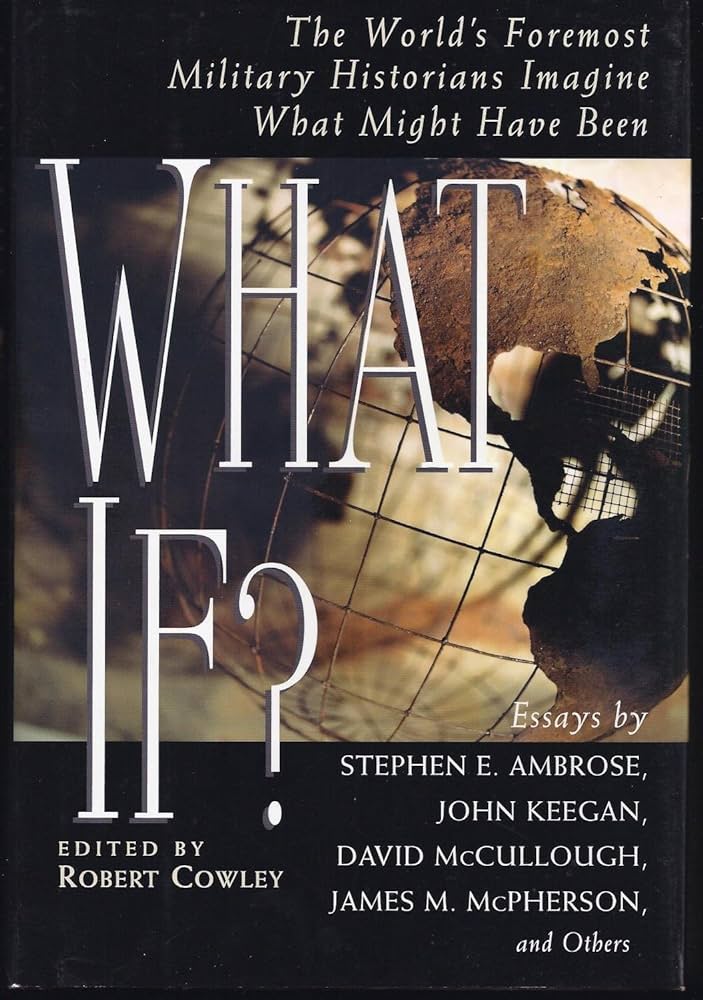 The World's Foremost
Military Historians Imagine
What Might Have Been
WHAT
IF?
Essays by
STEPHEN E. AMBROSE,
JOHN KEEGAN,
DAVID McCULLOUGH,
JAMES M. McPHERSON,
and Others
EDITED BY
ROBERT COWLEY